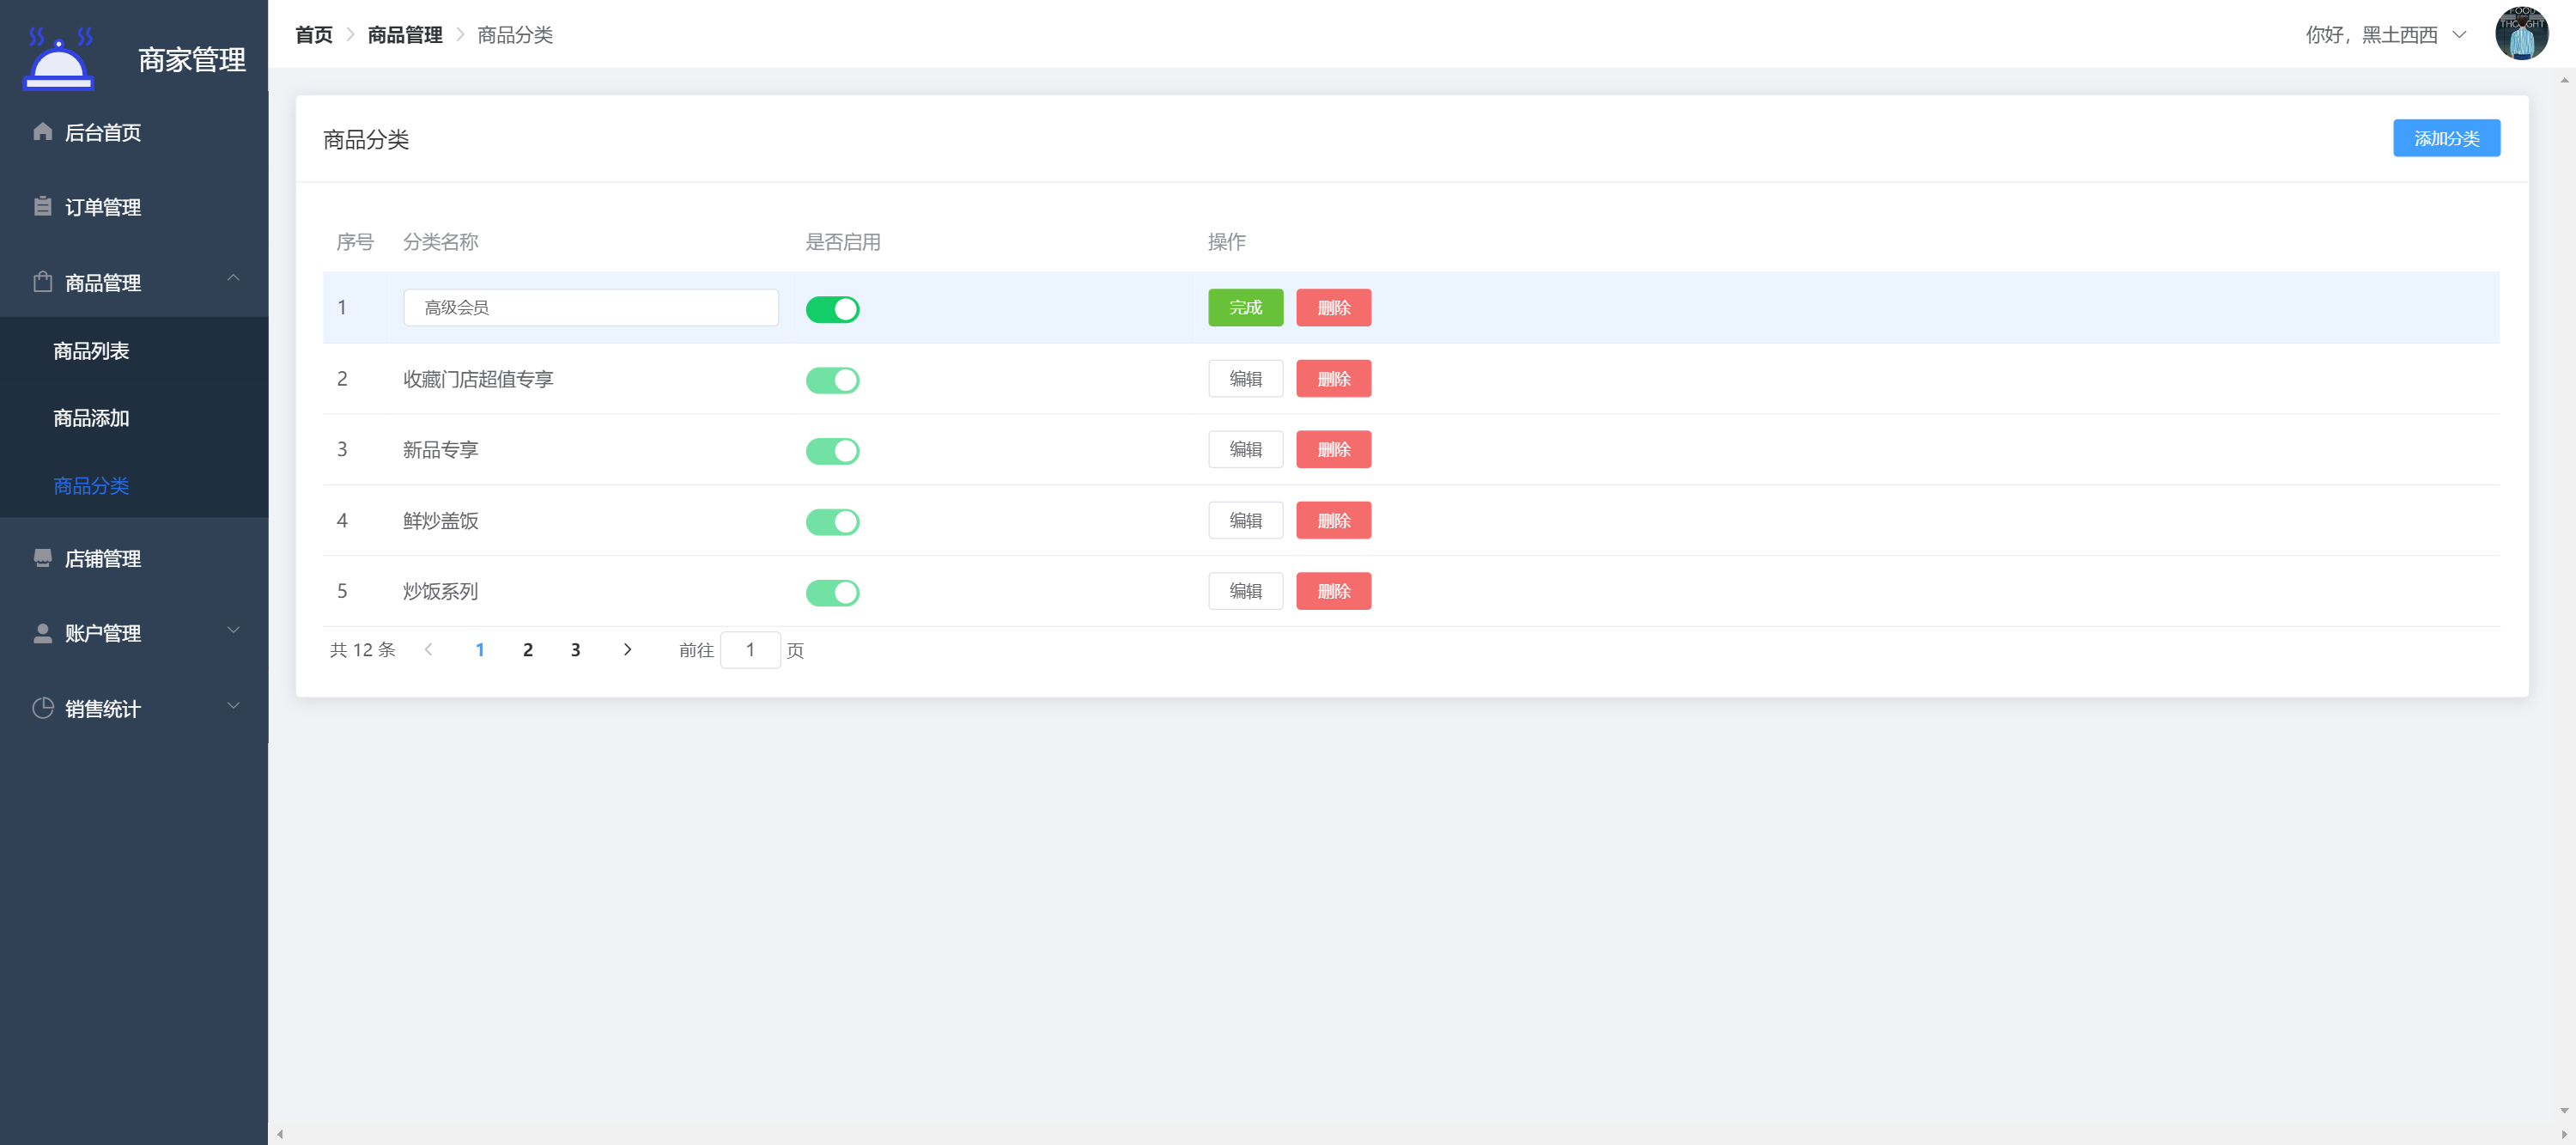 商家管理
后台首页
订单管理
商品管理
商品列表
商品添加
商品分类
店铺管理
账户管理
销售统计
首页 商品管理 商品分类
你好，黑土西西
FOOD
THOUGHT
商品分类
添加分类
序号 分类名称 是否启用 操作
1 高级会员 完成 删除
2 收藏门店超值专享 编辑 删除
3 新品专享 编辑 删除
4 鲜炒盖饭 编辑 删除
5 炒饭系列 编辑 删除
共 12 条 1 2 3 前往 1 页